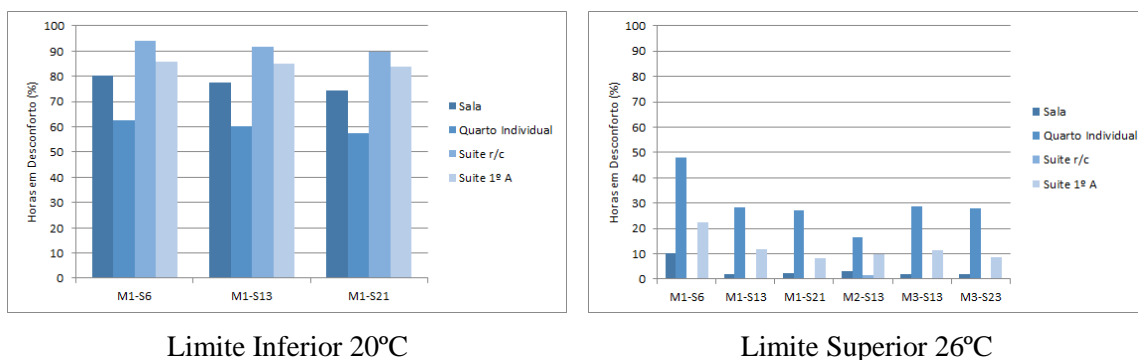 Horas em Desconforto (%)
100
90
80
70
60
50
40
30
20
10
0
M1-S6 M1-S13 M1-S21
Sala
Quarto Individual
Suite r/c
Suite 1º A
Limite Inferior 20ºC
Horas em Desconforto (%)
100
90
80
70
60
50
40
30
20
10
0
M1-S6 M1-S13 M1-S21 M2-S13 M3-S13 M3-S23
Sala
Quarto Individual
Suite r/c
Suite 1º A
Limite Superior 26ºC